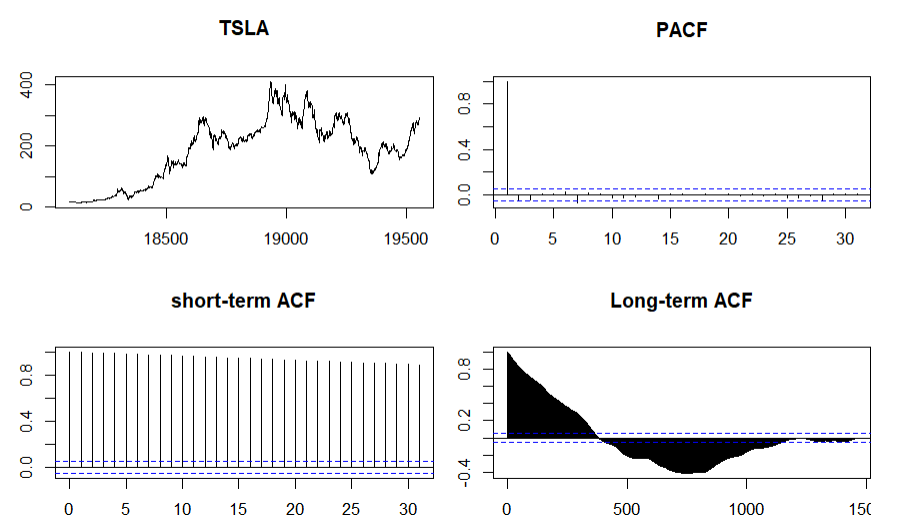 TSLA
0 200 400
18500 19000 19500
PACF
0.0 0.4 0.8
0 5 10 15 20 25 30
short-term ACF
0.0 0.4 0.8
0 5 10 15 20 25 30
Long-term ACF
-0.4 0.2 0.8
0 500 1000 150